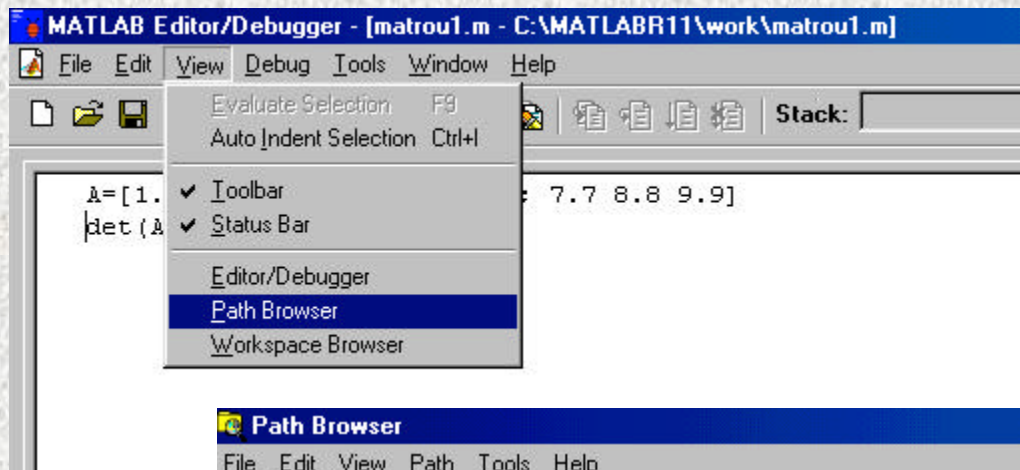 MATLAB Editor/Debugger - [matrou1.m - C:\MATLABR11\work\matrou1.m]
File Edit View Debug Tools Window Help
Stack:
Evaluate Selection F9
Auto Indent Selection Ctrl+I
Toolbar
Status Bar
Editor/Debugger
Path Browser
Workspace Browser
A=[1. 7.7 8.8 9.9]
det(A
Path Browser
File Edit View Path Tools Help